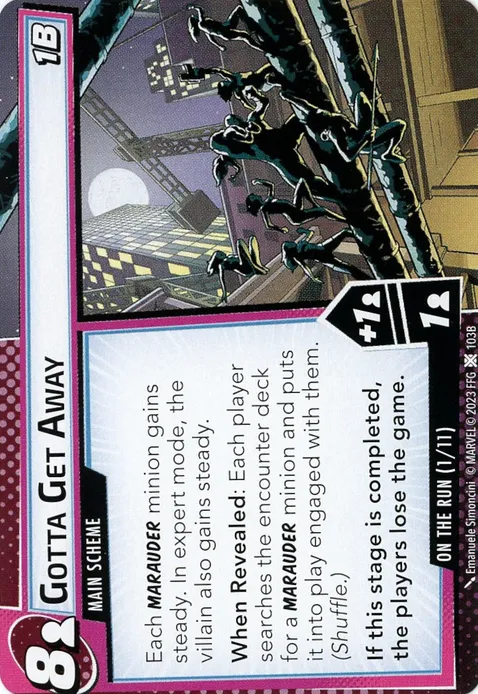 8
GOTTA GET AWAY
1B
MAIN SCHEME
Each MARAUDER minion gains
steady. In expert mode, the
villain also gains steady.
When Revealed: Each player
searches the encounter deck
for a MARAUDER minion and puts
it into play engaged with them.
(Shuffle.)
If this stage is completed,
the players lose the game.
+1
1
ON THE RUN (1/11)
Emanuele Simoncini © MARVEL © 2023 FFG 103B